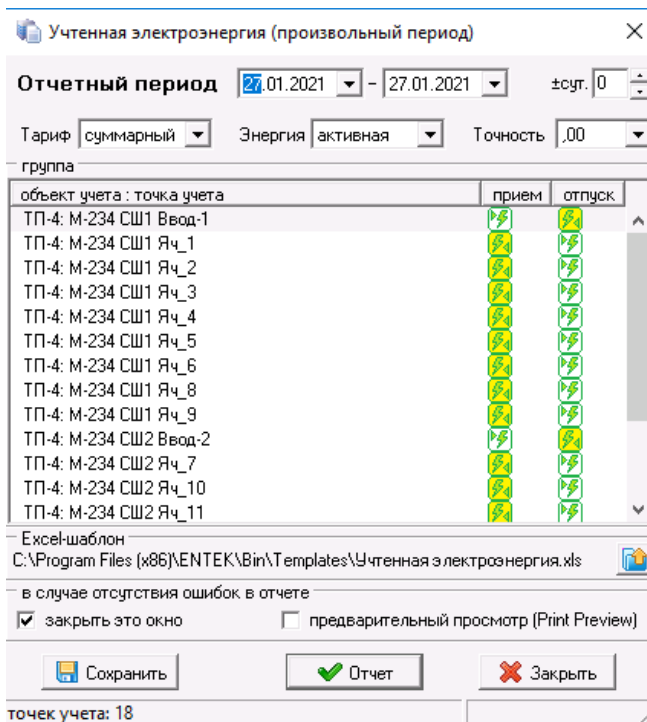 Учтенная электроэнергия (произвольный период)
Отчетный период 27.01.2021 - 27.01.2021 ±сут. 0
Тариф суммарный Энергия активная Точность ,00
группа
объект учета : точка учета прием отпуск
ТП-4: М-234 СШ1 Ввод-1
ТП-4: М-234 СШ1 Яч_1
ТП-4: М-234 СШ1 Яч_2
ТП-4: М-234 СШ1 Яч_3
ТП-4: М-234 СШ1 Яч_4
ТП-4: М-234 СШ1 Яч_5
ТП-4: М-234 СШ1 Яч_6
ТП-4: М-234 СШ1 Яч_8
ТП-4: М-234 СШ1 Яч_9
ТП-4: М-234 СШ2 Ввод-2
ТП-4: М-234 СШ2 Яч_7
ТП-4: М-234 СШ2 Яч_10
ТП-4: М-234 СШ2 Яч_11
Excel-шаблон
C:\Program Files (x86)\ENTEK\Bin\Templates\Учтенная электроэнергия.xls
в случае отсутствия ошибок в отчете
закрыть это окно предварительный просмотр (Print Preview)
Сохранить Отчет Закрыть
точек учета: 18